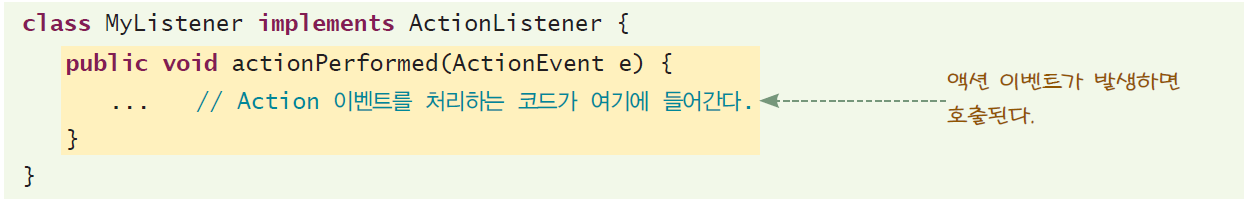 class MyListener implements ActionListener {
public void actionPerformed(ActionEvent e) {
... // Action 이벤트를 처리하는 코드가 여기에 들어간다.
}
}
액션 이벤트가 발생하면
호출된다.